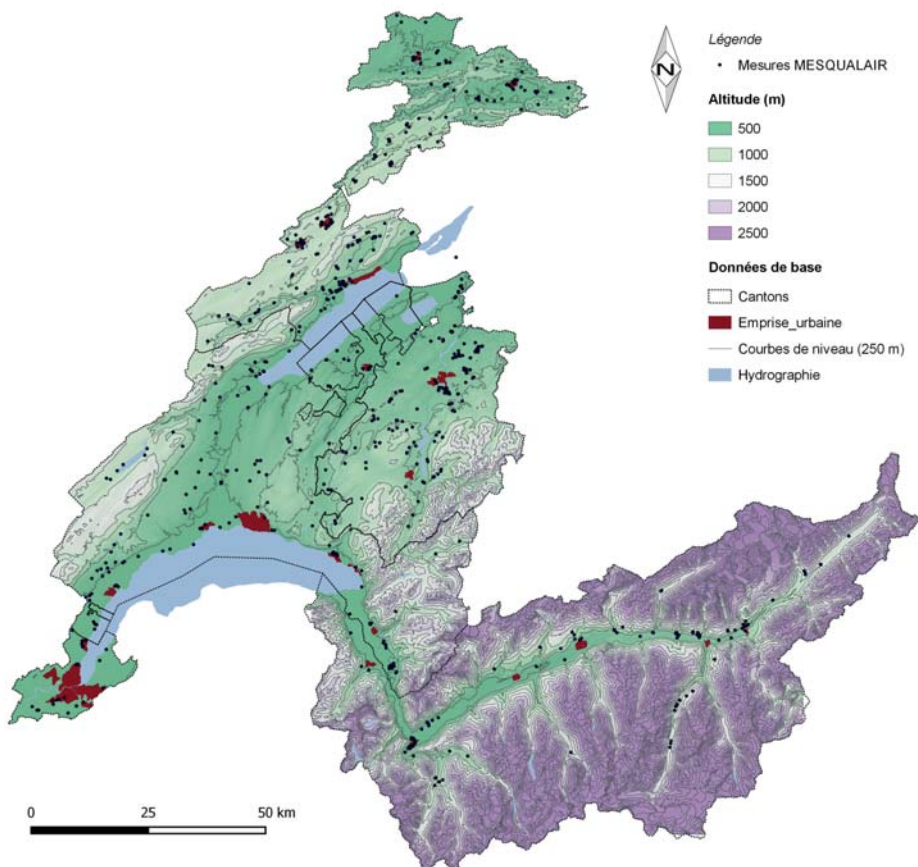 Légende
Mesures MESQUALAIR
Altitude (m)
500
1000
1500
2000
2500
Données de base
Cantons
Emprise_urbaine
Courbes de niveau (250 m)
Hydrographie
N
0 25 50 km